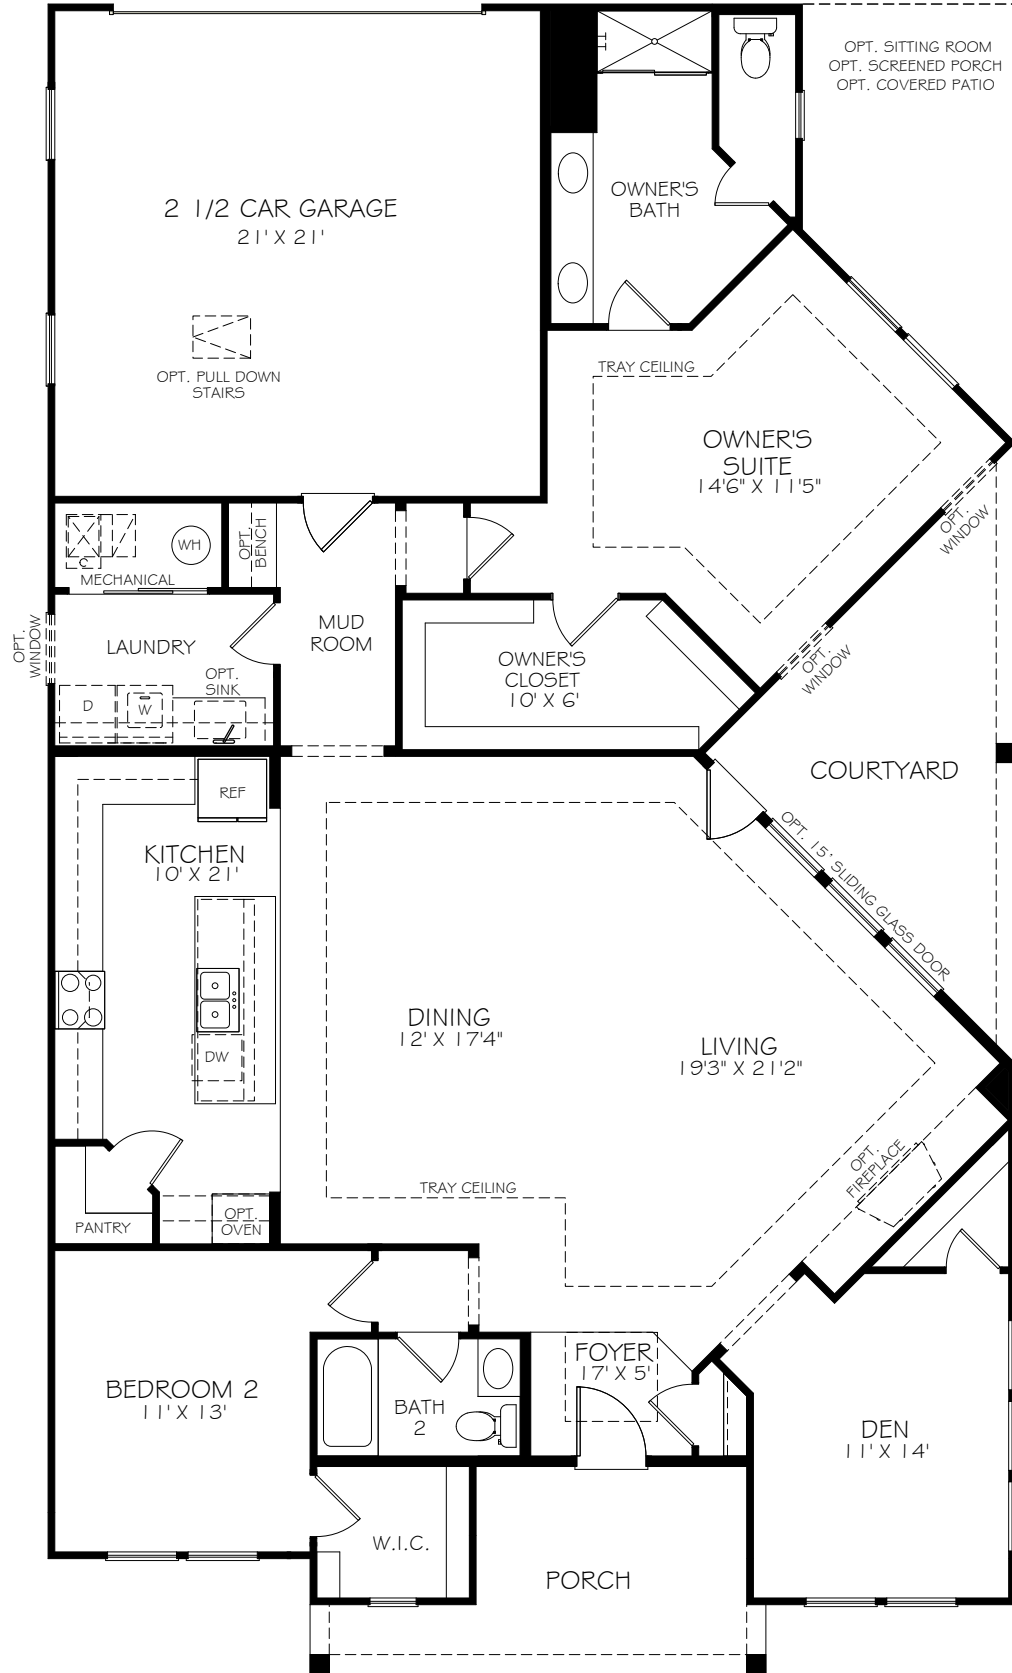 OPT. SITTING ROOM
OPT. SCREENED PORCH
OPT. COVERED PATIO
2 1/2 CAR GARAGE
21' X 21'
OWNER'S
BATH
OPT. PULL DOWN
STAIRS
TRAY CEILING
OWNER'S
SUITE
14'6" X 11'5"
OPT.
WINDOW
OPT.
BENCH
WH
C
MECHANICAL
OPT.
WINDOW
LAUNDRY
MUD
ROOM
OPT.
SINK
D
W
OWNER'S
CLOSET
10' X 6'
OPT.
WINDOW
COURTYARD
REF
KITCHEN
10' X 21'
OPT. 15' SLIDING GLASS DOOR
DINING
12' X 17'4"
LIVING
19'3" X 21'2"
DW
OPT.
FIREPLACE
TRAY CEILING
PANTRY
OPT.
OVEN
FOYER
17' X 5'
BEDROOM 2
11' X 13'
BATH
2
DEN
11' X 14'
W.I.C.
PORCH